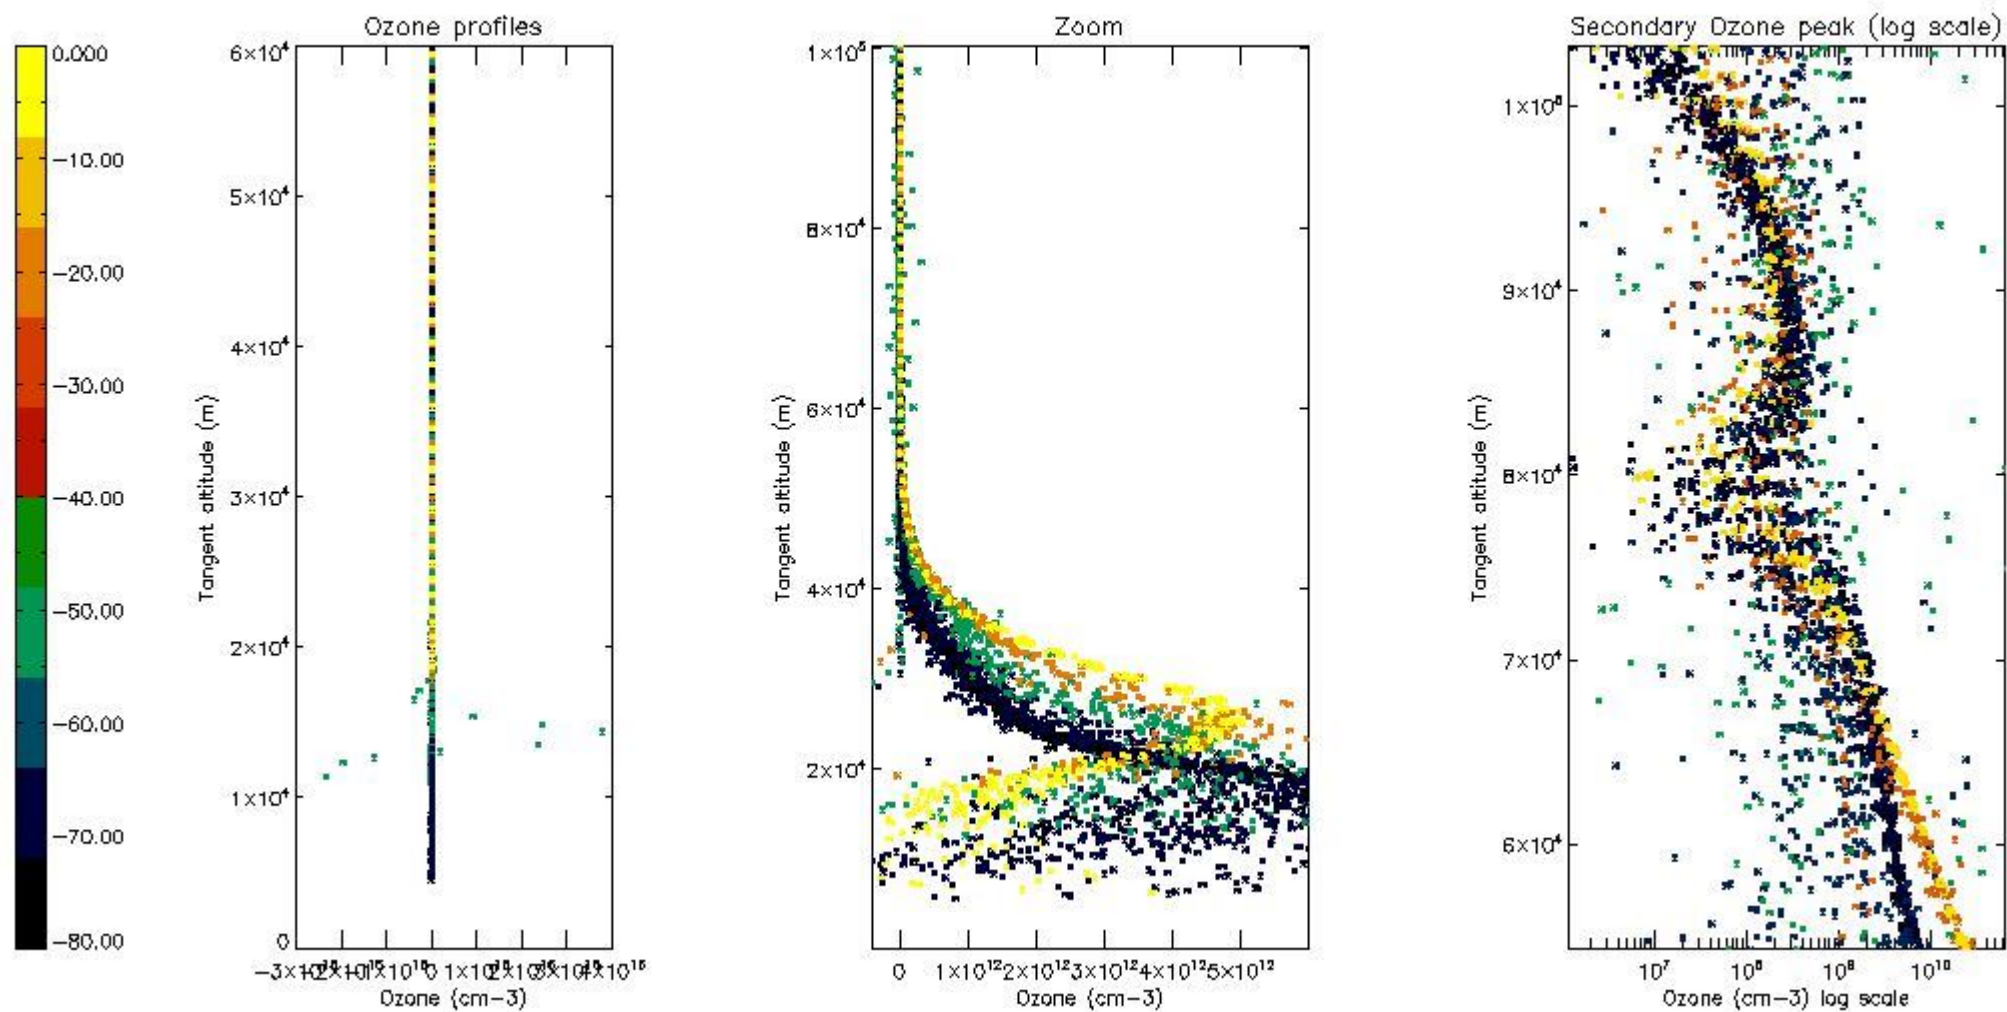 Ozone profiles
Zoom
Secondary Ozone peak (log scale)
0.000
−10.00
−20.00
−30.00
−40.00
−50.00
−60.00
−70.00
−80.00
6×10⁴
5×10⁴
4×10⁴
3×10⁴
2×10⁴
1×10⁴
0
Tangent altitude (m)
0
Ozone (cm−3)
1×10⁵
8×10⁴
6×10⁴
4×10⁴
2×10⁴
Tangent altitude (m)
0 1×10¹² 2×10¹² 3×10¹² 4×10¹² 5×10¹²
Ozone (cm−3)
1×10⁵
9×10⁴
8×10⁴
7×10⁴
6×10⁴
Tangent altitude (m)
10⁷ 10⁸ 10⁹ 10¹⁰
Ozone (cm−3) log scale